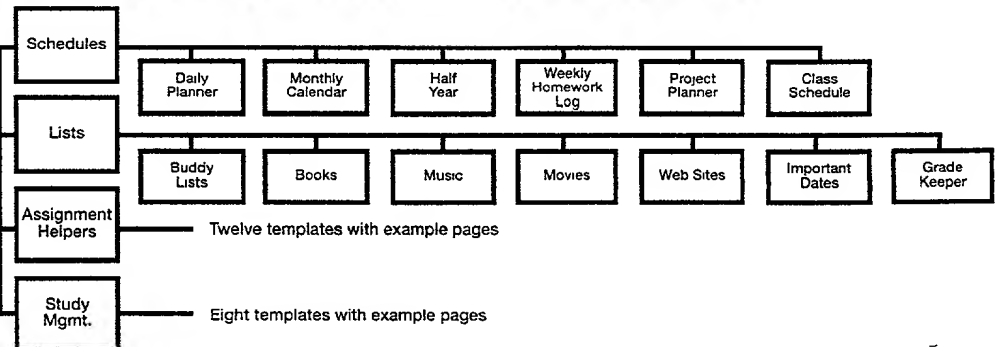 Schedules
Daily
Planner
Monthly
Calendar
Half
Year
Weekly
Homework
Log
Project
Planner
Class
Schedule
Lists
Buddy
Lists
Books
Music
Movies
Web Sites
Important
Dates
Grade
Keeper
Assignment
Helpers
Twelve templates with example pages
Study
Mgmt.
Eight templates with example pages